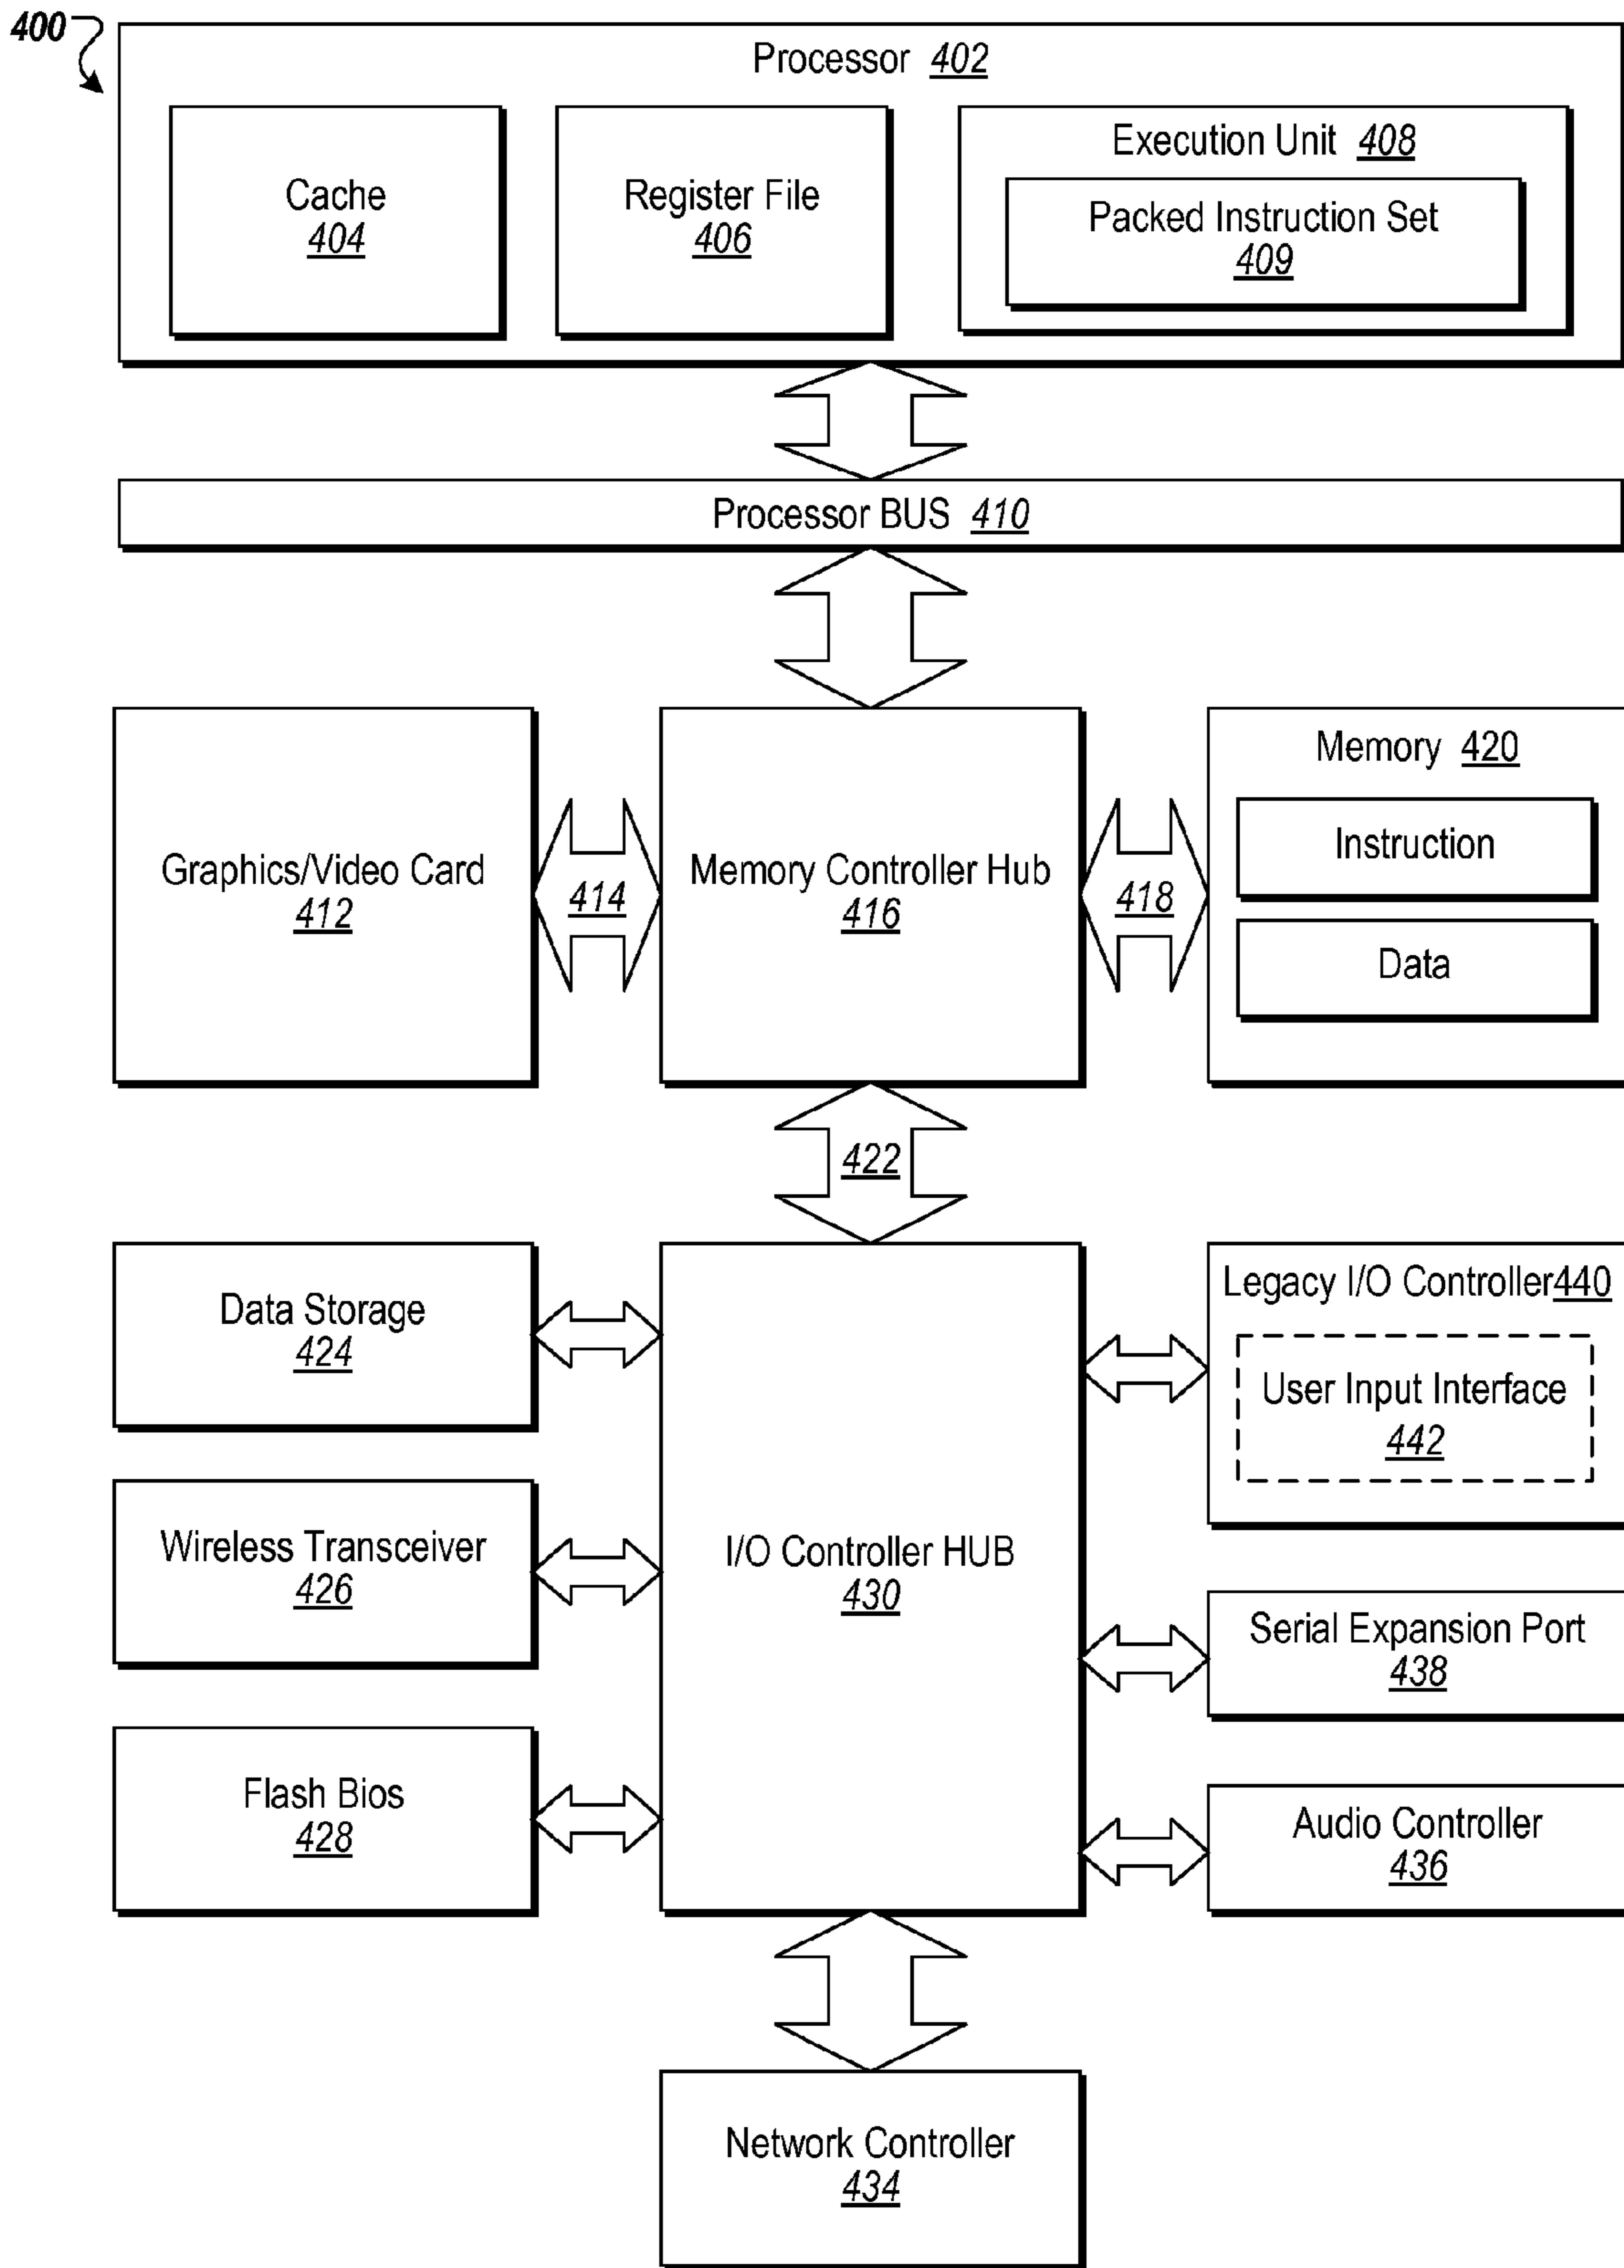 400
Processor 402
Cache
404
Register File
406
Execution Unit 408
Packed Instruction Set
409
Processor BUS 410
Graphics/Video Card
412
414
Memory Controller Hub
416
418
Memory 420
Instruction
Data
422
Data Storage
424
Wireless Transceiver
426
Flash Bios
428
I/O Controller HUB
430
Legacy I/O Controller440
User Input Interface
442
Serial Expansion Port
438
Audio Controller
436
Network Controller
434